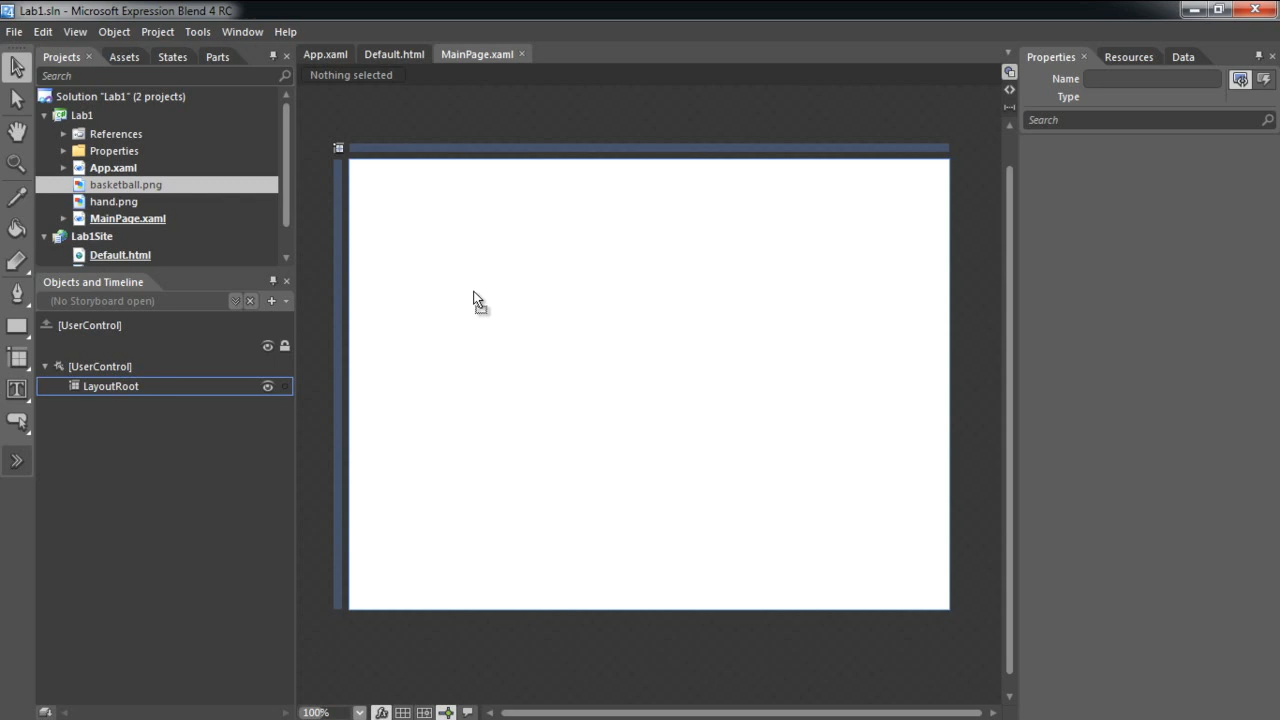 Lab1.sln - Microsoft Expression Blend 4 RC
File Edit View Object Project Tools Window Help
Projects Assets States Parts
App.xaml Default.html MainPage.xaml
Properties Resources Data
Search
Nothing selected
Name
Type
Solution "Lab1" (2 projects)
Search
Lab1
References
Properties
App.xaml
basketball.png
hand.png
MainPage.xaml
Lab1Site
Default.html
Objects and Timeline
(No Storyboard open)
[UserControl]
[UserControl]
LayoutRoot
100%